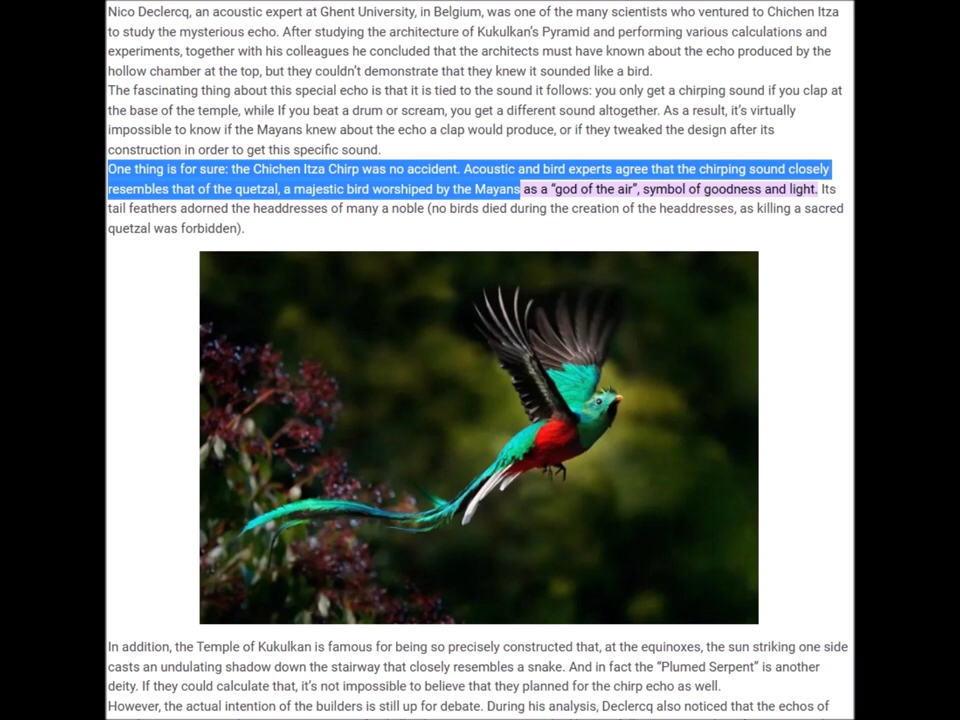 Nico Declercq, an acoustic expert at Ghent University, in Belgium, was one of the many scientists who ventured to Chichen Itza
to study the mysterious echo. After studying the architecture of Kukulkan's Pyramid and performing various calculations and
experiments, together with his colleagues he concluded that the architects must have known about the echo produced by the
hollow chamber at the top, but they couldn't demonstrate that they knew it sounded like a bird.
The fascinating thing about this special echo is that it is tied to the sound it follows: you only get a chirping sound if you clap at
the base of the temple, while If you beat a drum or scream, you get a different sound altogether. As a result, it's virtually
impossible to know if the Mayans knew about the echo a clap would produce, or if they tweaked the design after its
construction in order to get this specific sound.
One thing is for sure: the Chichen Itza Chirp was no accident. Acoustic and bird experts agree that the chirping sound closely
resembles that of the quetzal, a majestic bird worshiped by the Mayans as a “god of the air”, symbol of goodness and light. Its
tail feathers adorned the headdresses of many a noble (no birds died during the creation of the headdresses, as killing a sacred
quetzal was forbidden).
In addition, the Temple of Kukulkan is famous for being so precisely constructed that, at the equinoxes, the sun striking one side
casts an undulating shadow down the stairway that closely resembles a snake. And in fact the “Plumed Serpent” is another
deity. If they could calculate that, it's not impossible to believe that they planned for the chirp echo as well.
However, the actual intention of the builders is still up for debate. During his analysis, Declercq also noticed that the echoes of